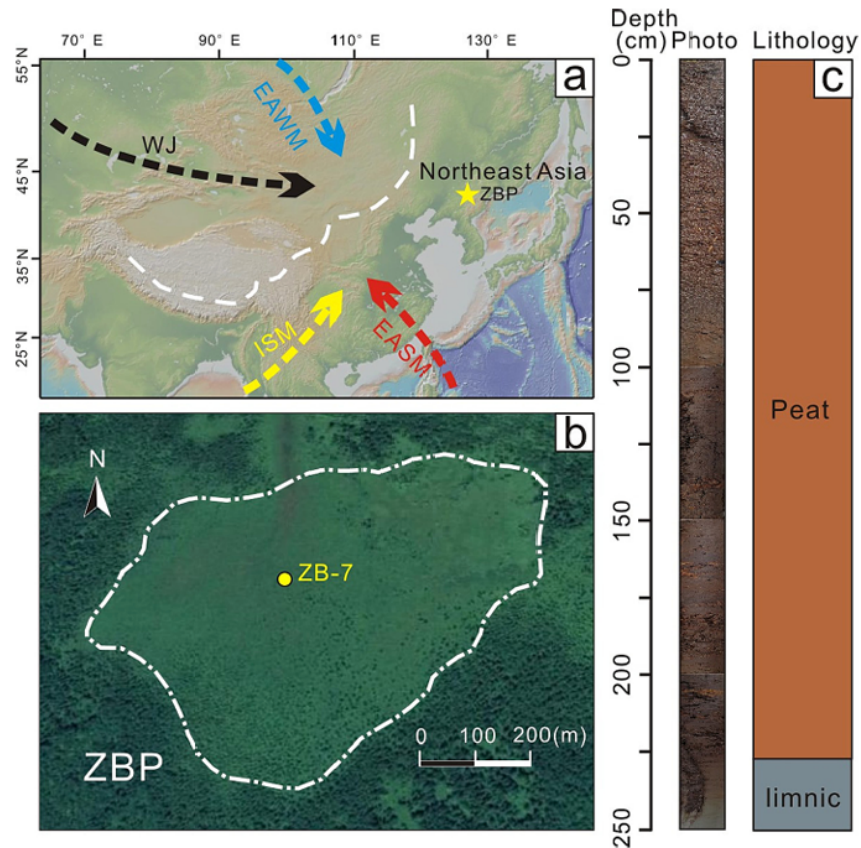 70° E
90° E
110° E
130° E
55°N
45°N
35°N
25°N
a
EAWM
WJ
Northeast Asia
ZBP
ISM
EASM
b
N
ZB-7
ZBP
0 100 200(m)
Depth
(cm)
Photo
Lithology
c
0
50
100
150
200
250
Peat
limnic